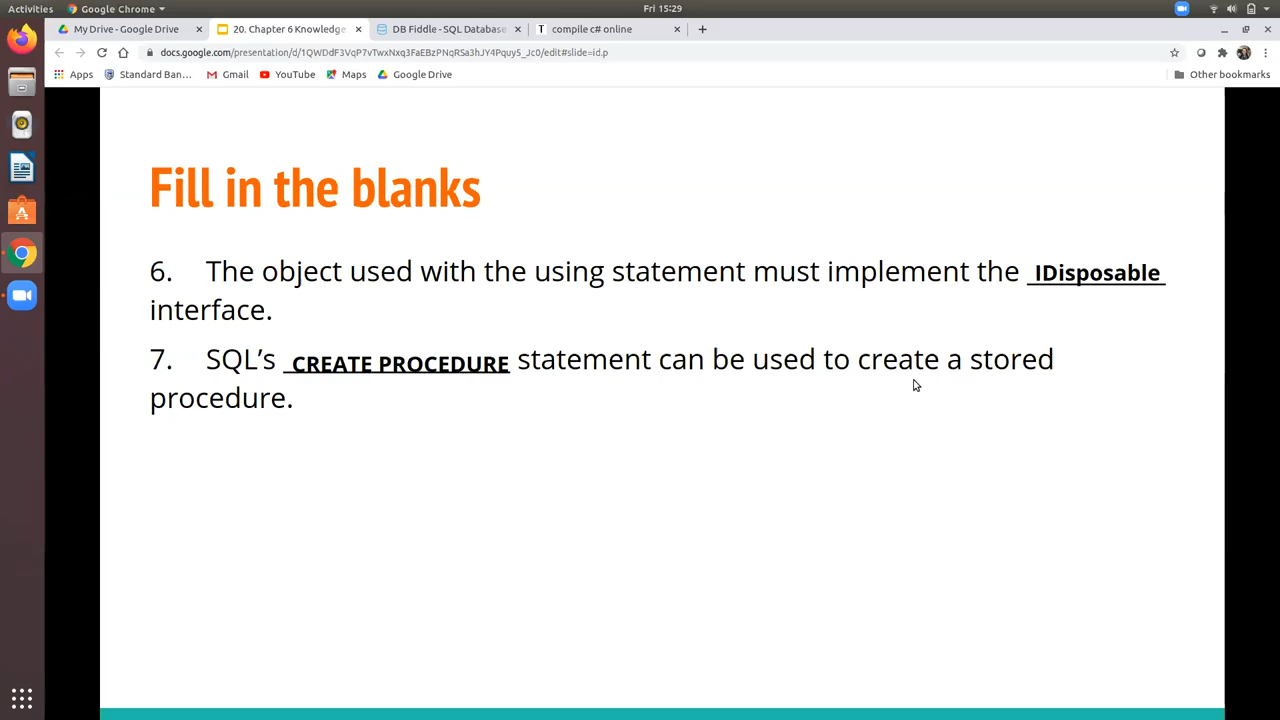 Activities Google Chrome Fri 15:29
My Drive - Google Drive 20. Chapter 6 Knowledge DB Fiddle - SQL Database compile c# online
docs.google.com/presentation/d/1QWDdF3VqP7vTwxNxq3FaEBzPNqRSa3hJY4Pquy5_Jc0/edit#slide=id.p
Apps Standard Ban... Gmail YouTube Maps Google Drive Other bookmarks
Fill in the blanks
6. The object used with the using statement must implement the IDisposable
interface.
7. SQL’s CREATE PROCEDURE statement can be used to create a stored
procedure.